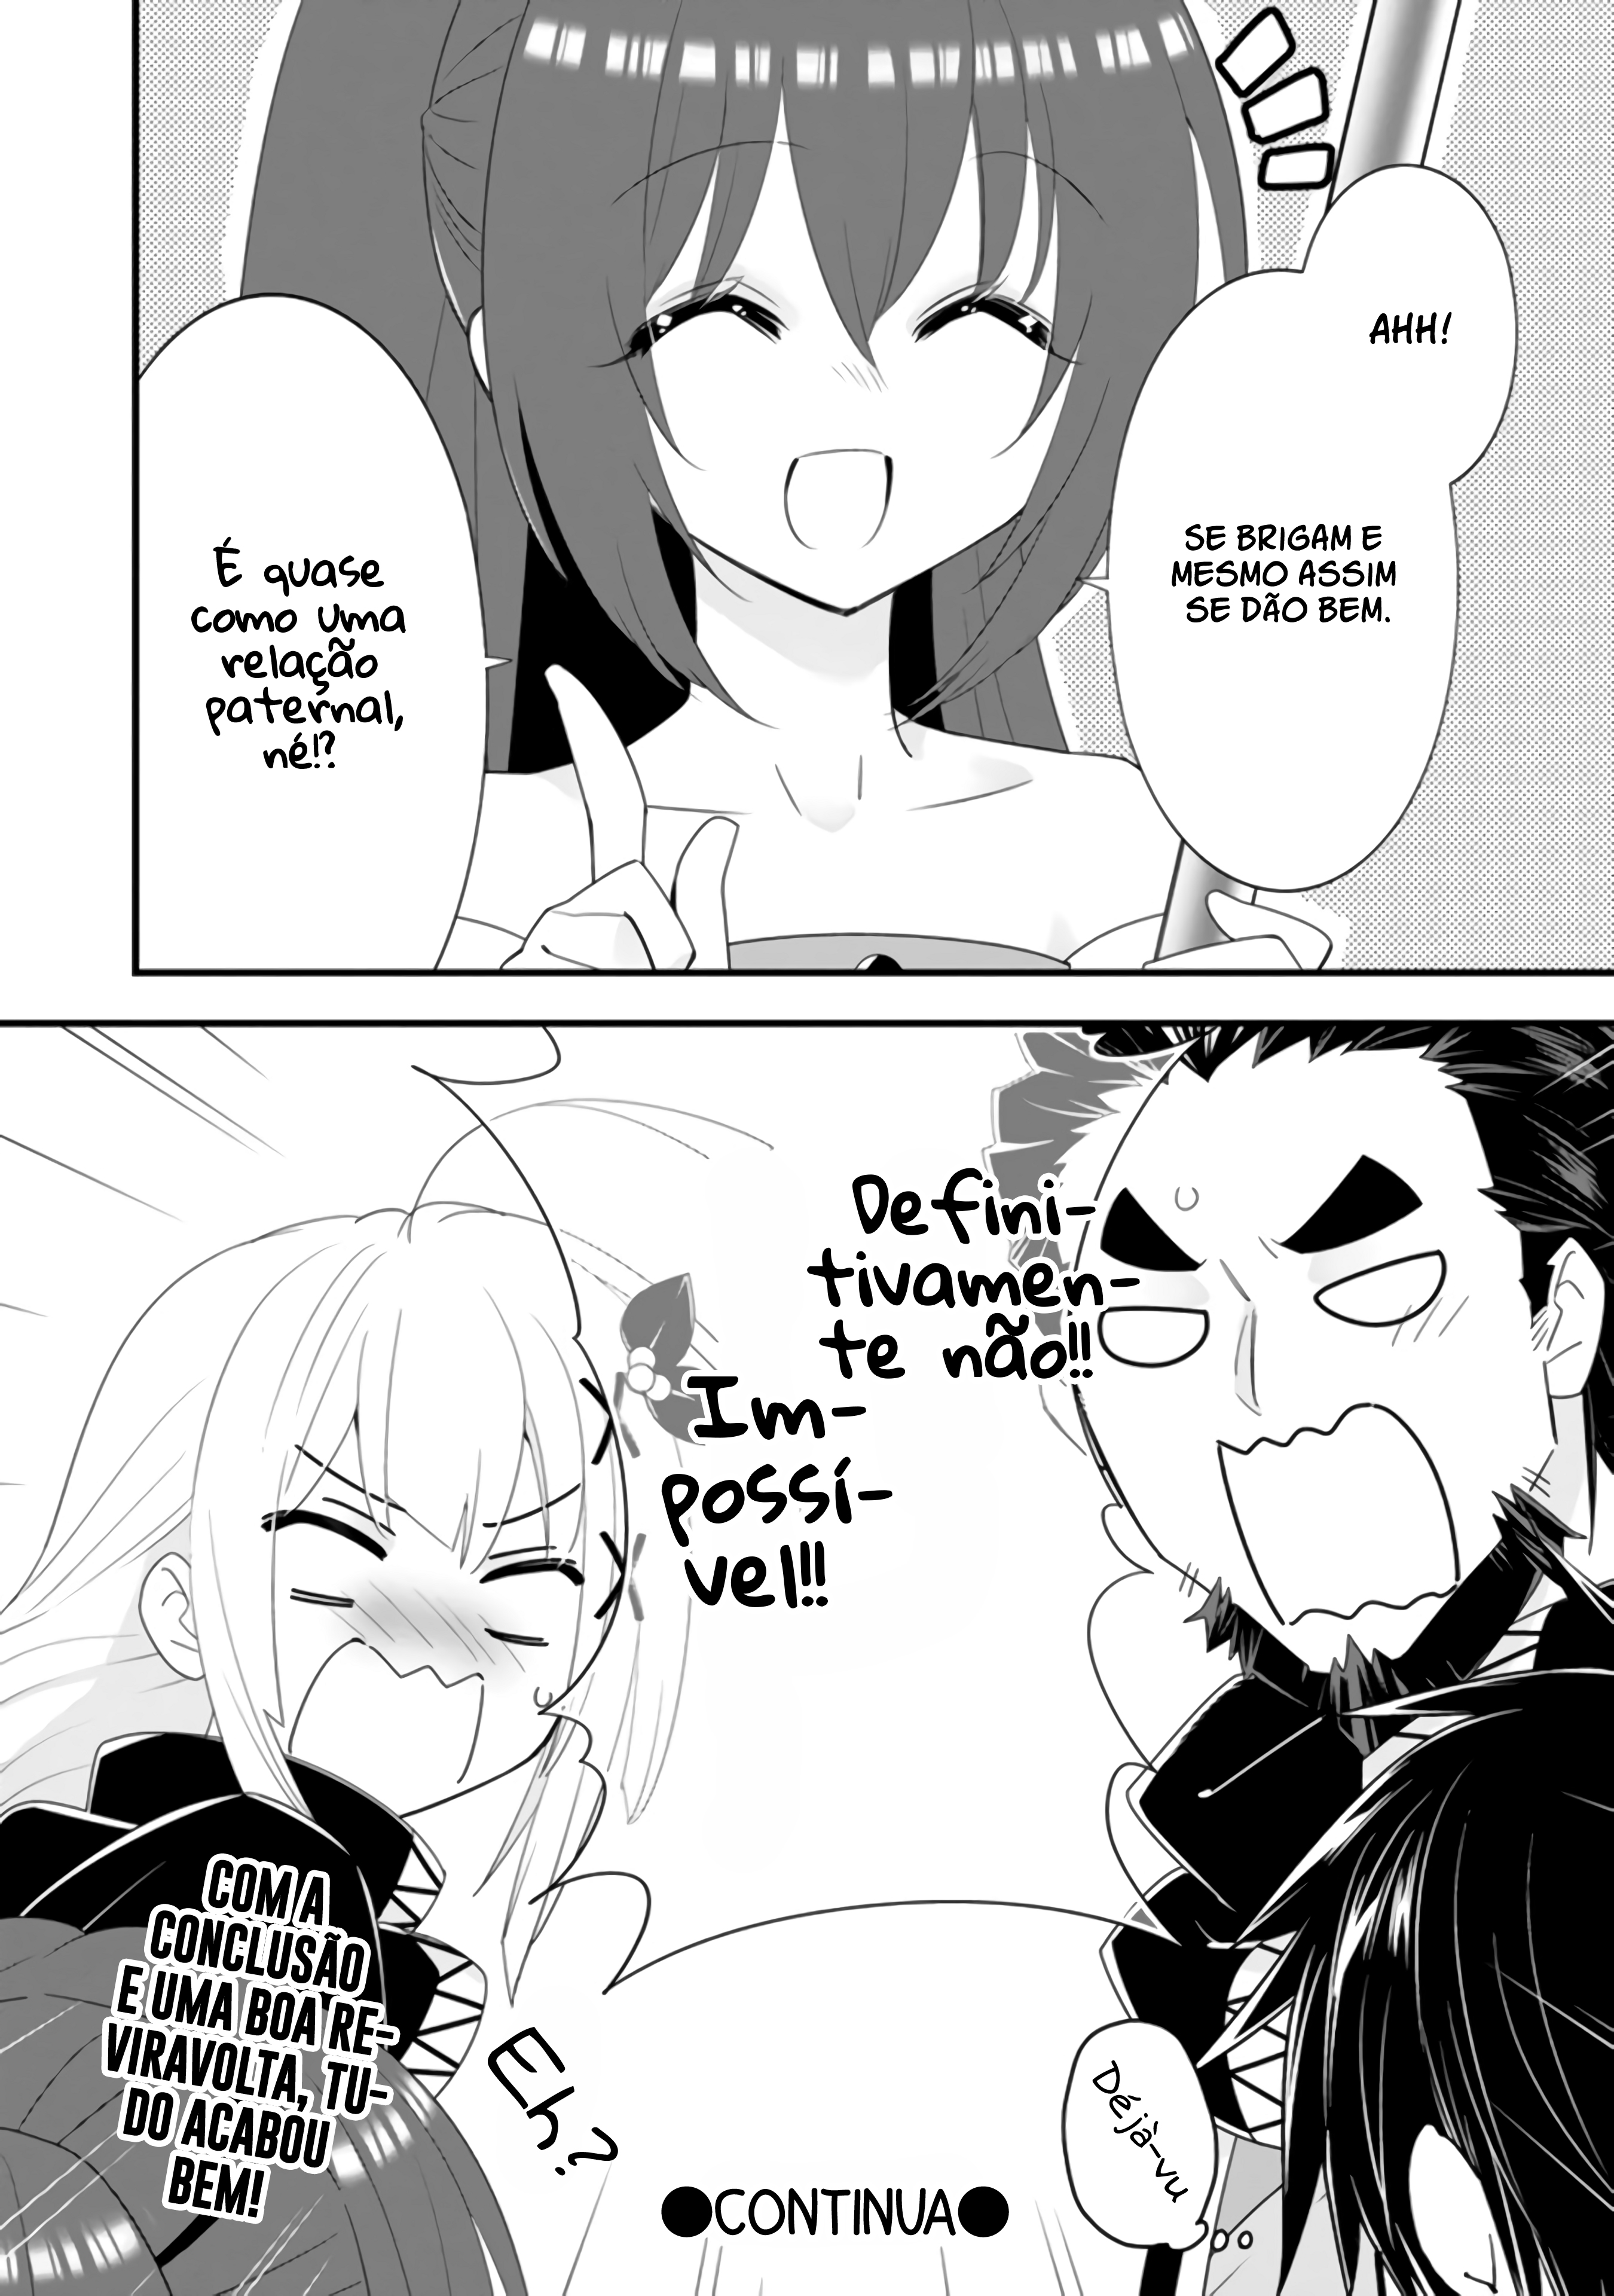 AHH!
SE BRIGAM E
MESMO ASSIM
SE DÃO BEM.
É quase
como uma
relação
paternal,
né!?
Defini-
tivamen-
te não!!
Im-
possí-
vel!!
Déjà-vu
Eh?
COM A
CONCLUSÃO
E UMA BOA RE-
VIRAVOLTA, TU-
DO ACABOU
BEM!
●CONTINUA●